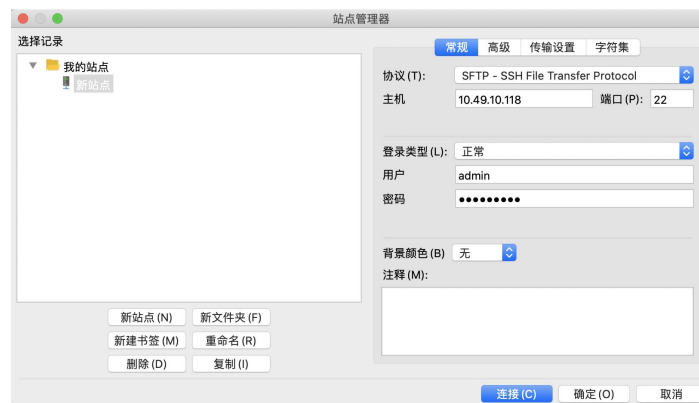 站点管理器
选择记录
我的站点
新站点
新站点(N) 新文件夹(F)
新建书签(M) 重命名(R)
删除(D) 复制(I)
常规 高级 传输设置 字符集
协议(T): SFTP - SSH File Transfer Protocol
主机 10.49.10.118 端口(P): 22
登录类型(L): 正常
用户 admin
密码 ●●●●●●●●●
背景颜色(B) 无
注释(M):
连接(C) 确定(O) 取消